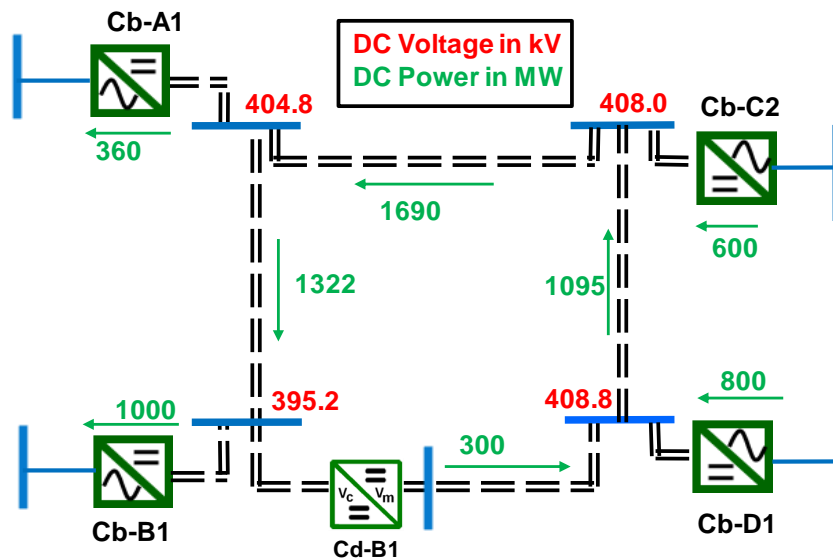 Cb-A1
DC Voltage in kV
DC Power in MW
404.8
408.0
Cb-C2
360
1690
600
1322
1095
1000
395.2
408.8
800
300
Vc
Vm
Cb-B1
Cd-B1
Cb-D1